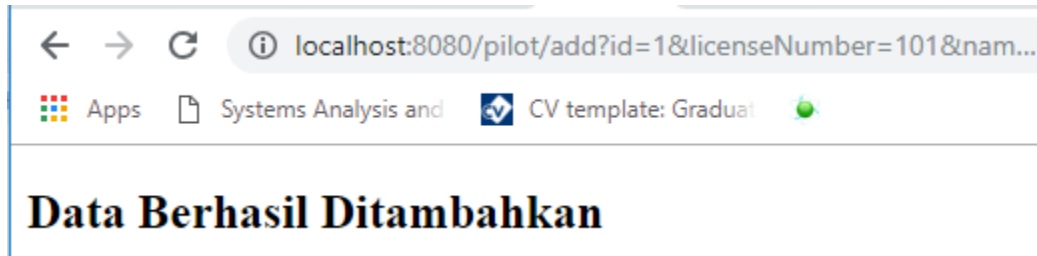 localhost:8080/pilot/add?id=1&licenseNumber=101&nam...
Apps Systems Analysis and CV template: Graduat
Data Berhasil Ditambahkan